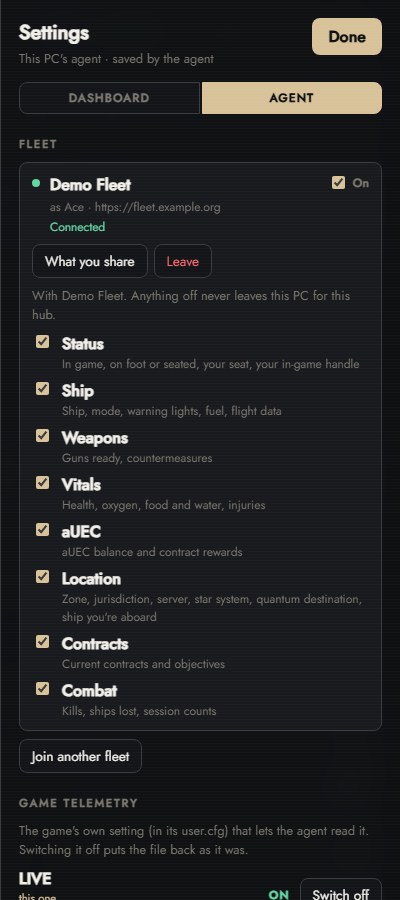 Settings
Done
This PC's agent · saved by the agent
DASHBOARD
AGENT
FLEET
Demo Fleet
On
as Ace · https://fleet.example.org
Connected
What you share
Leave
With Demo Fleet. Anything off never leaves this PC for this
hub.
Status
In game, on foot or seated, your seat, your in-game handle
Ship
Ship, mode, warning lights, fuel, flight data
Weapons
Guns ready, countermeasures
Vitals
Health, oxygen, food and water, injuries
aUEC
aUEC balance and contract rewards
Location
Zone, jurisdiction, server, star system, quantum destination,
ship you're aboard
Contracts
Current contracts and objectives
Combat
Kills, ships lost, session counts
Join another fleet
GAME TELEMETRY
The game's own setting (in its user.cfg) that lets the agent read it.
Switching it off puts the file back as it was.
LIVE
this one
ON
Switch off